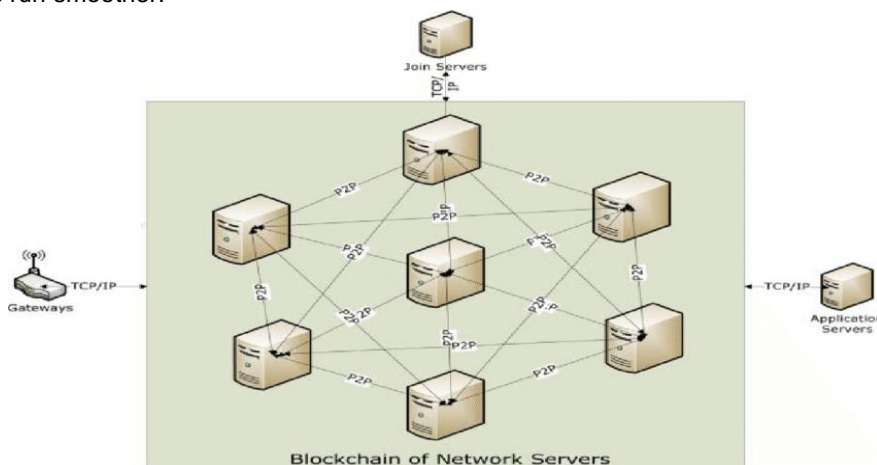 run smoother.
Join Servers
TCP/
IP
P2P
P2P
P2P
P2P
P2P
P2P
P2P
P2P
TCP/IP
Gateways
TCP/IP
Application
Servers
P2P
P2P
P2P
P2P
P2P
P2P
P2P
Blockchain of Network Servers